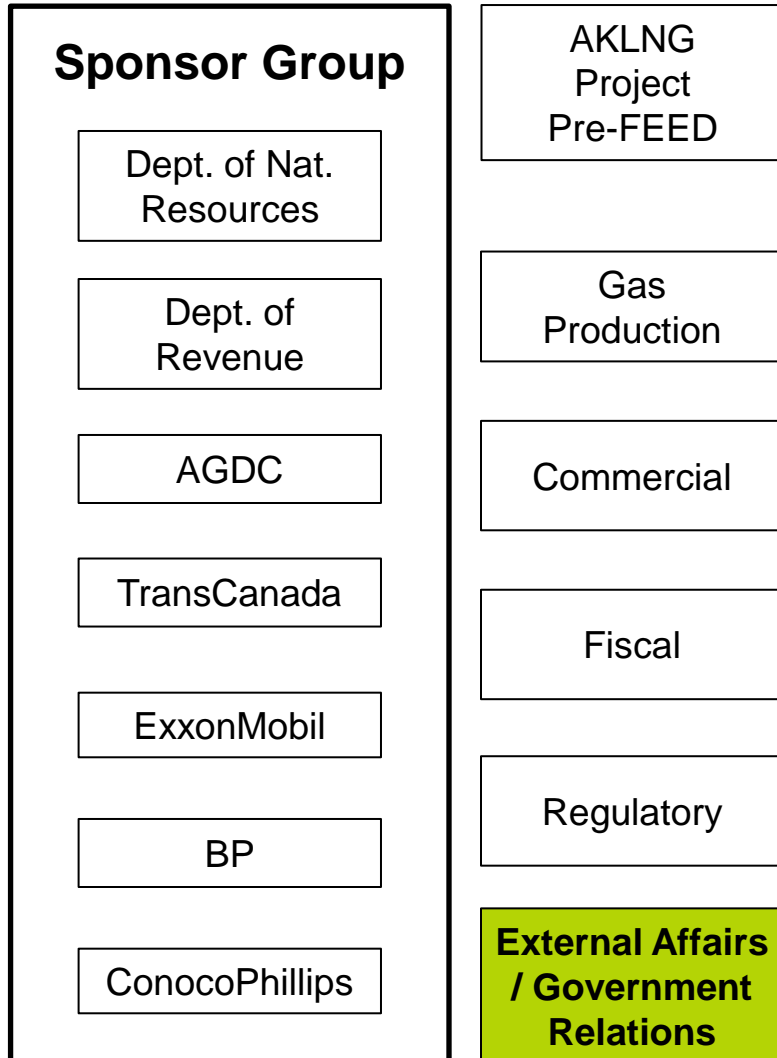 Sponsor Group
Dept. of Nat.
Resources
Dept. of
Revenue
AGDC
TransCanada
ExxonMobil
BP
ConocoPhillips
AKLNG
Project
Pre-FEED
Gas
Production
Commercial
Fiscal
Regulatory
External Affairs
/ Government
Relations